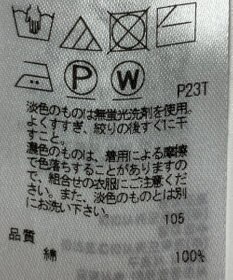 P
W
P23T
淡色のものは無蛍光洗剤を使用。
よくすすぎ、絞りの後すぐに干
すこと。
濃色のものは、着用による摩擦
で色落ちすることがありますの
で、組合せの衣服にご注意くださ
い。また、淡色のものとは別
にお洗い下さい。
105
品質
綿 100%